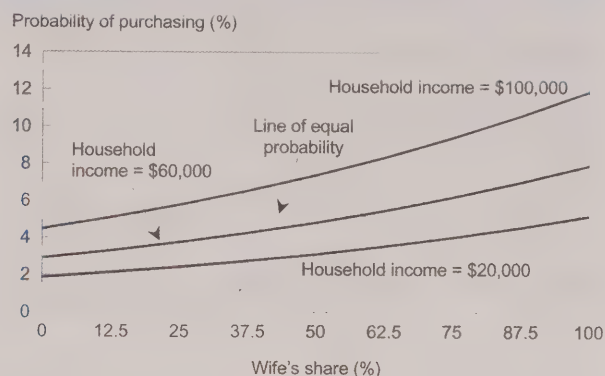 Probability of purchasing (%)
14
12
10
8
6
4
2
0
Household income = $100,000
Line of equal
probability
Household
income = $60,000
Household income = $20,000
0 12.5 25 37.5 50 62.5 75 87.5 100
Wife's share (%)